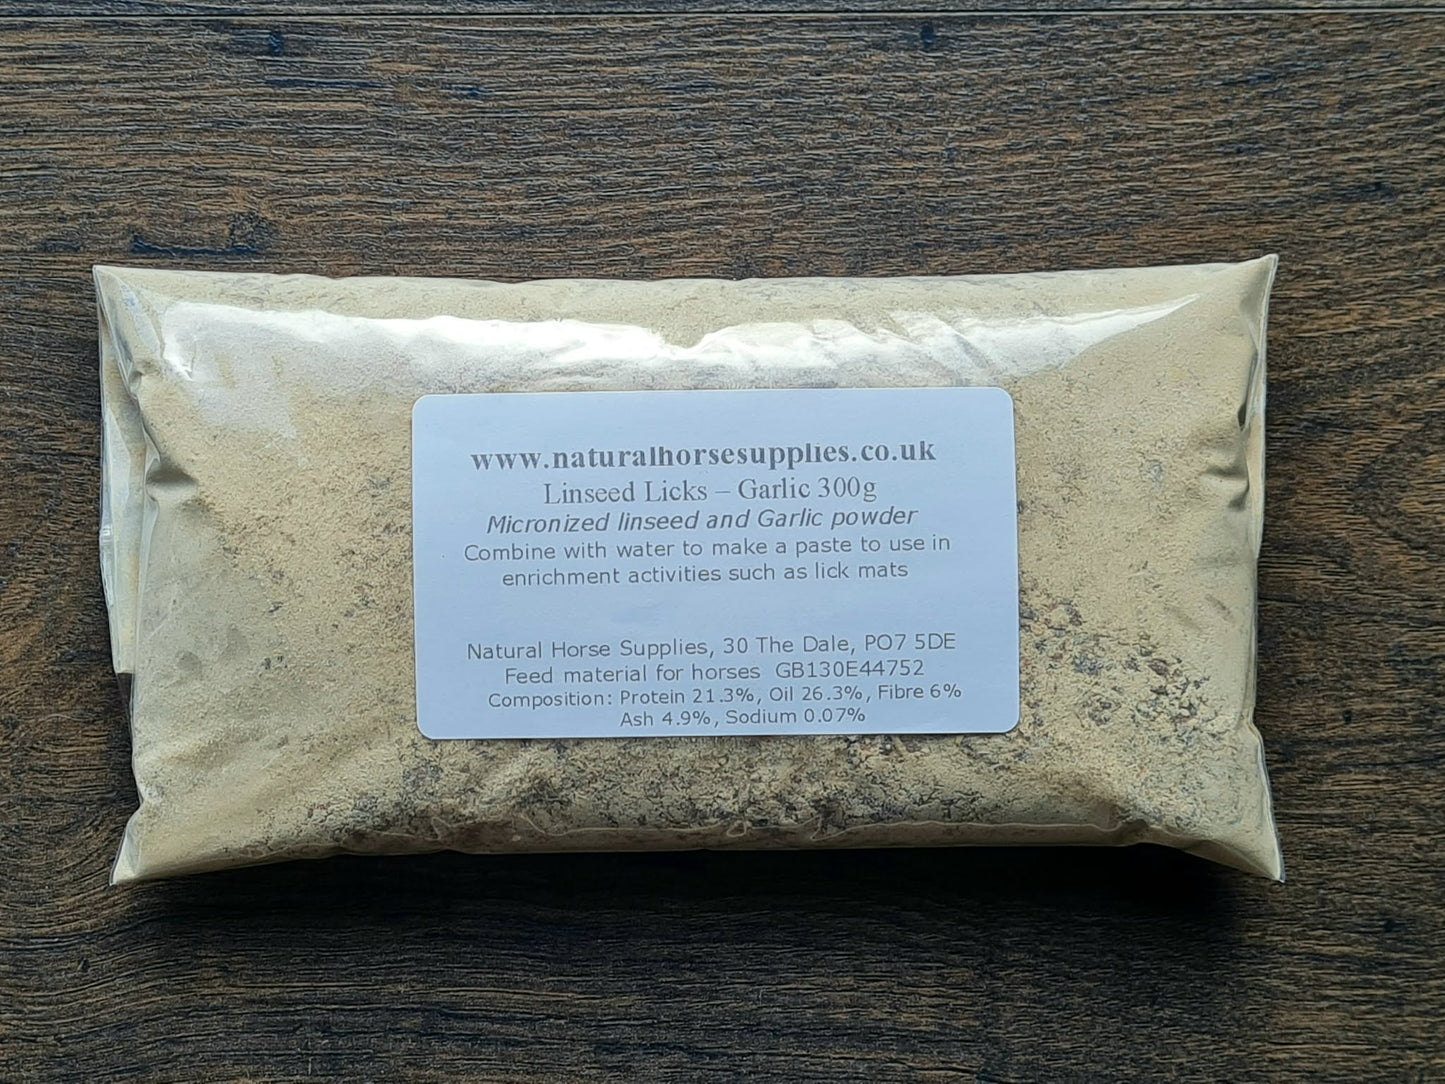 www.naturalhorsesupplies.co.uk
Linseed Licks – Garlic 300g
Micronized linseed and Garlic powder
Combine with water to make a paste to use in
enrichment activities such as lick mats
Natural Horse Supplies, 30 The Dale, PO7 5DE
Feed material for horses GB130E44752
Composition: Protein 21.3%, Oil 26.3%, Fibre 6%
Ash 4.9%, Sodium 0.07%